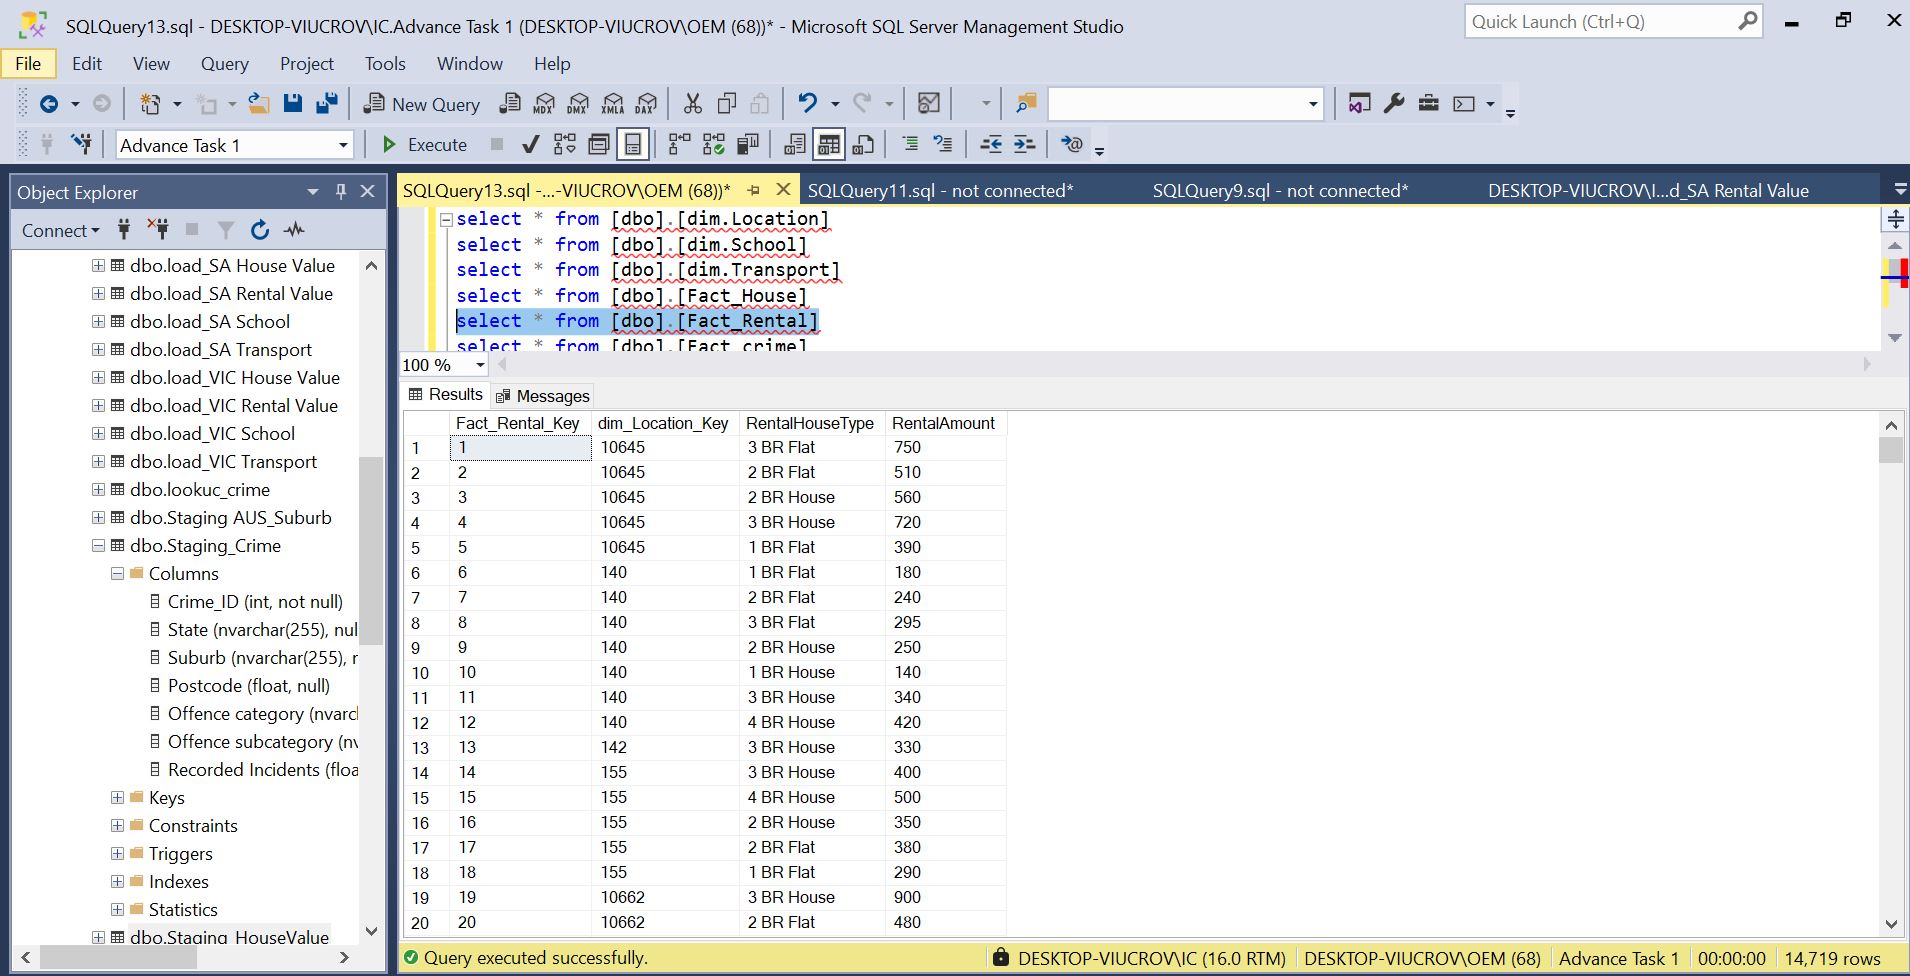 SQLQuery13.sql - DESKTOP-VIUCROV\IC.Advance Task 1 (DESKTOP-VIUCROV\OEM (68))* - Microsoft SQL Server Management Studio
Quick Launch (Ctrl+Q)
File Edit View Query Project Tools Window Help
New Query MDX DMX XMLA DAX
Advance Task 1 Execute
Object Explorer
Connect
dbo.load_SA House Value
dbo.load_SA Rental Value
dbo.load_SA School
dbo.load_SA Transport
dbo.load_VIC House Value
dbo.load_VIC Rental Value
dbo.load_VIC School
dbo.load_VIC Transport
dbo.lookuc_crime
dbo.Staging AUS_Suburb
dbo.Staging_Crime
Columns
Crime_ID (int, not null)
State (nvarchar(255), nul
Suburb (nvarchar(255), r
Postcode (float, null)
Offence category (nvarcl
Offence subcategory (nv
Recorded Incidents (floa
Keys
Constraints
Triggers
Indexes
Statistics
dbo.Staging_HouseValue
SQLQuery13.sql -...-VIUCROV\OEM (68))* SQLQuery11.sql - not connected* SQLQuery9.sql - not connected* DESKTOP-VIUCROV\I...d_SA Rental Value
select * from [dbo].[dim.Location]
select * from [dbo].[dim.School]
select * from [dbo].[dim.Transport]
select * from [dbo].[Fact_House]
select * from [dbo].[Fact_Rental]
select * from [dbo].[Fact_crime]
100 %
Results Messages
Fact_Rental_Key dim_Location_Key RentalHouseType RentalAmount
1 1 10645 3 BR Flat 750
2 2 10645 2 BR Flat 510
3 3 10645 2 BR House 560
4 4 10645 3 BR House 720
5 5 10645 1 BR Flat 390
6 6 140 1 BR Flat 180
7 7 140 2 BR Flat 240
8 8 140 3 BR Flat 295
9 9 140 2 BR House 250
10 10 140 1 BR House 140
11 11 140 3 BR House 340
12 12 140 4 BR House 420
13 13 142 3 BR House 330
14 14 155 3 BR House 400
15 15 155 4 BR House 500
16 16 155 2 BR House 350
17 17 155 2 BR Flat 380
18 18 155 1 BR Flat 290
19 19 10662 3 BR House 900
20 20 10662 2 BR Flat 480
Query executed successfully. DESKTOP-VIUCROV\IC (16.0 RTM) DESKTOP-VIUCROV\OEM (68) Advance Task 1 00:00:00 14,719 rows